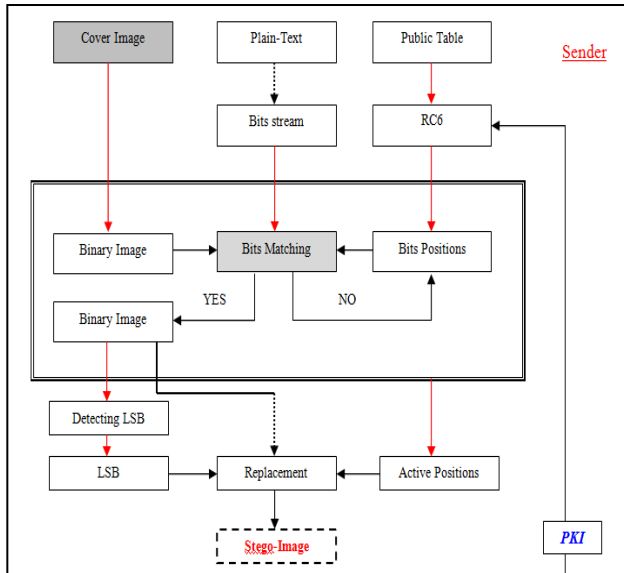 Cover Image
Plain-Text
Public Table
Sender
Bits stream
RC6
Binary Image
Bits Matching
Bits Positions
YES
NO
Binary Image
Detecting LSB
LSB
Replacement
Active Positions
Stego-Image
PKI